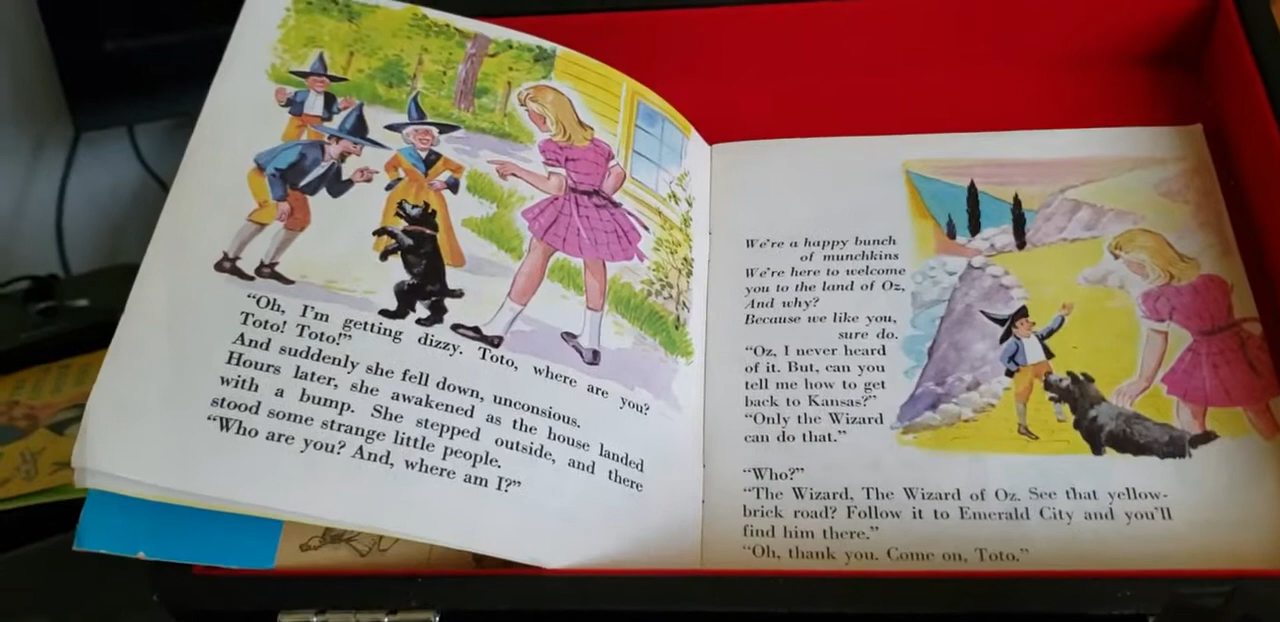 “Oh, I'm getting dizzy. Toto, where are you?
Toto! Toto!”
And suddenly she fell down, unconsious.
Hours later, she awakened as the house landed
with a bump. She stepped outside, and there
stood some strange little people.
“Who are you? And, where am I?”
We're a happy bunch
of munchkins
We're here to welcome
you to the land of Oz,
And why?
Because we like you,
sure do.
“Oz, I never heard
of it. But, can you
tell me how to get
back to Kansas?”
“Only the Wizard
can do that.”
“Who?”
“The Wizard, The Wizard of Oz. See that yellow-
brick road? Follow it to Emerald City and you'll
find him there.”
“Oh, thank you. Come on, Toto.”